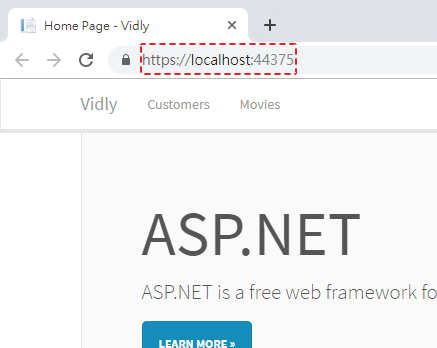 Home Page - Vidly
https://localhost:44375
Vidly Customers Movies
ASP.NET
ASP.NET is a free web framework fo
LEARN MORE »